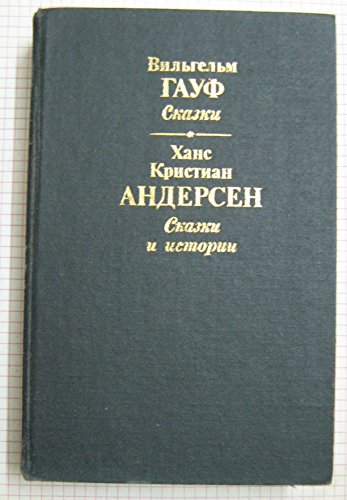 Вильгельм
ГАУФ
Сказки
Ханс
Кристиан
АНДЕРСЕН
Сказки
и истории